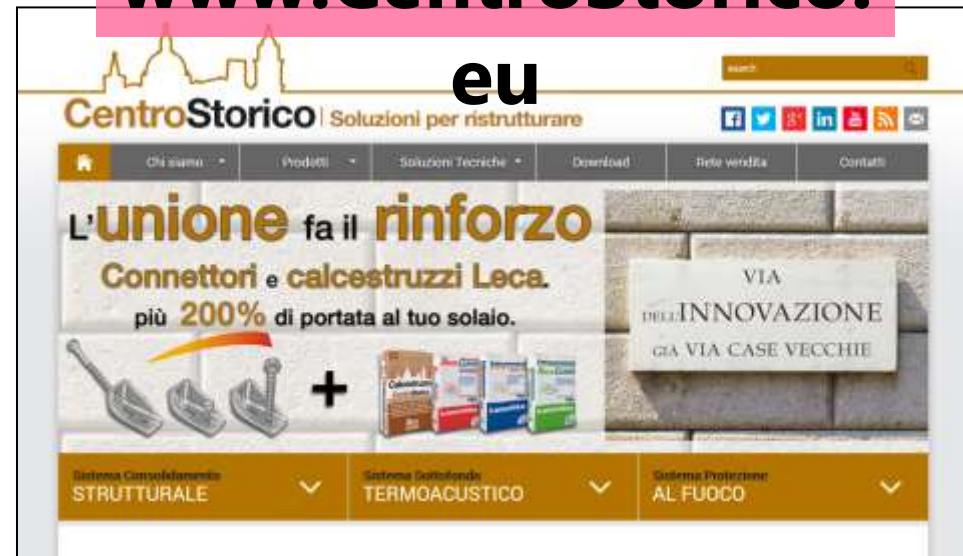 www.centrostorico.
eu
search
CentroStorico | Soluzioni per ristrutturare
Chi siamo Prodotti Soluzioni Tecniche Download Rete vendita Contatti
L'unione fa il rinforzo
Connettori e calcestruzzi Leca.
più 200% di portata al tuo solaio.
VIA
DELL'INNOVAZIONE
GIÀ VIA CASE VECCHIE
+
Sistema Consolidamento
STRUTTURALE
Sistema Sottofondo
TERMOACUSTICO
Sistema Protezione
AL FUOCO